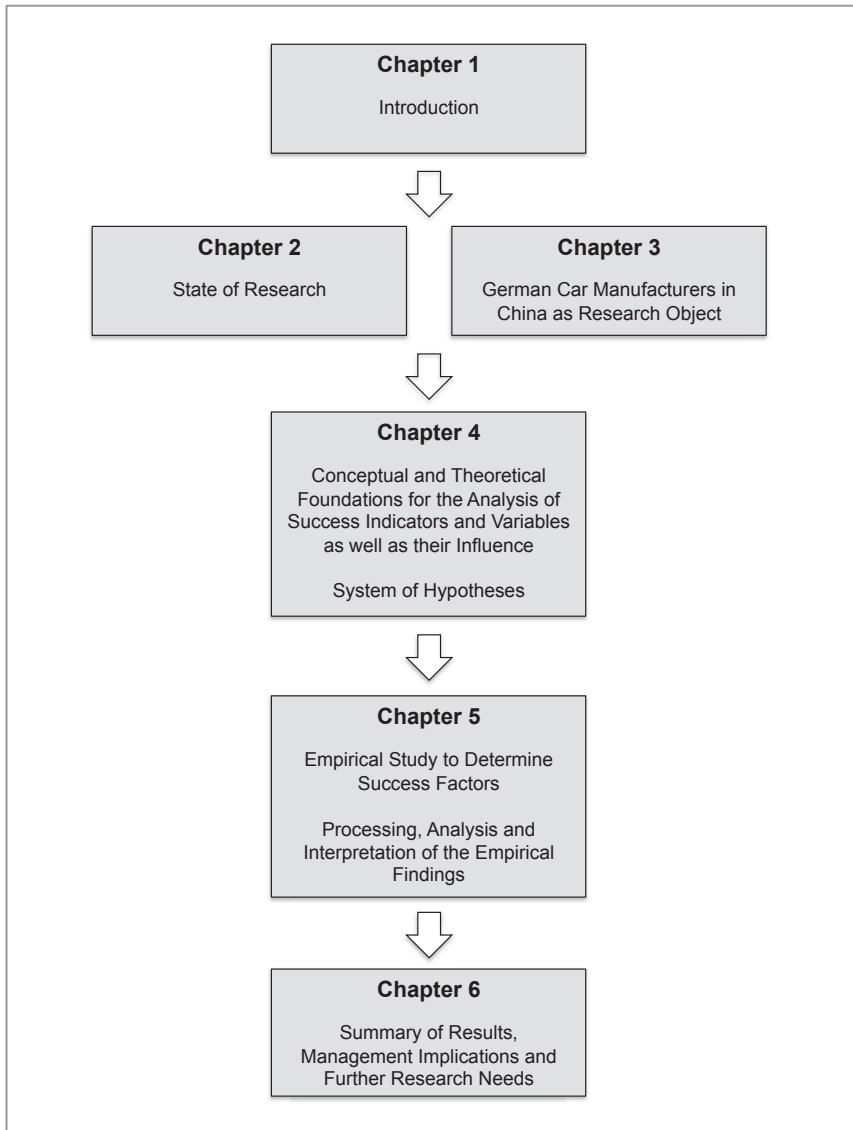 Chapter 1
Introduction
Chapter 2
State of Research
Chapter 3
German Car Manufacturers in
China as Research Object
Chapter 4
Conceptual and Theoretical
Foundations for the Analysis of
Success Indicators and Variables
as well as their Influence
System of Hypotheses
Chapter 5
Empirical Study to Determine
Success Factors
Processing, Analysis and
Interpretation of the Empirical
Findings
Chapter 6
Summary of Results,
Management Implications and
Further Research Needs